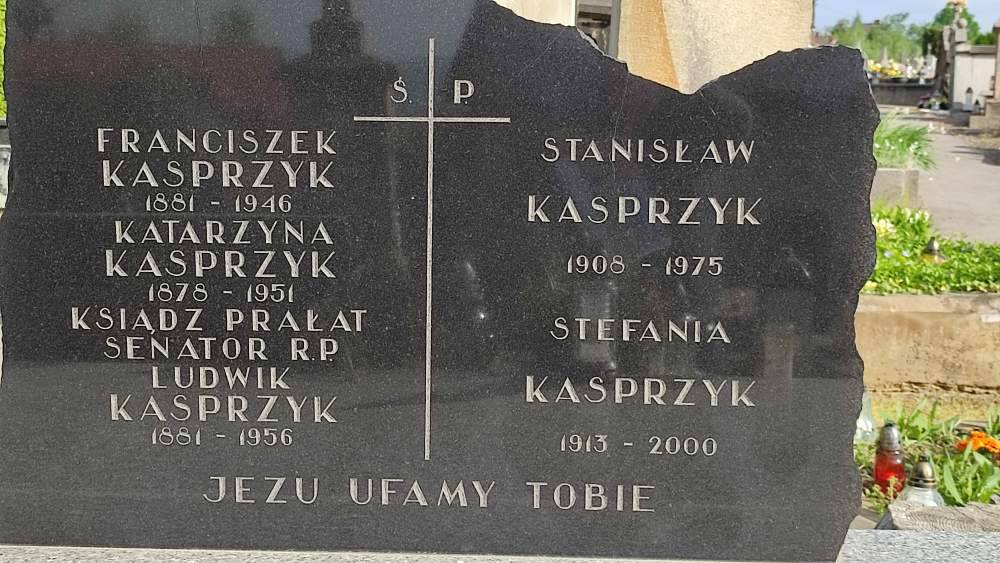 Ś. P.
FRANCISZEK
KASPRZYK
1881 - 1946
KATARZYNA
KASPRZYK
1878 - 1951
KSIĄDZ PRAŁAT
SENATOR R.P.
LUDWIK
KASPRZYK
1881 - 1956
STANISŁAW
KASPRZYK
1908 - 1975
STEFANIA
KASPRZYK
1913 - 2000
JEZU UFAMY TOBIE